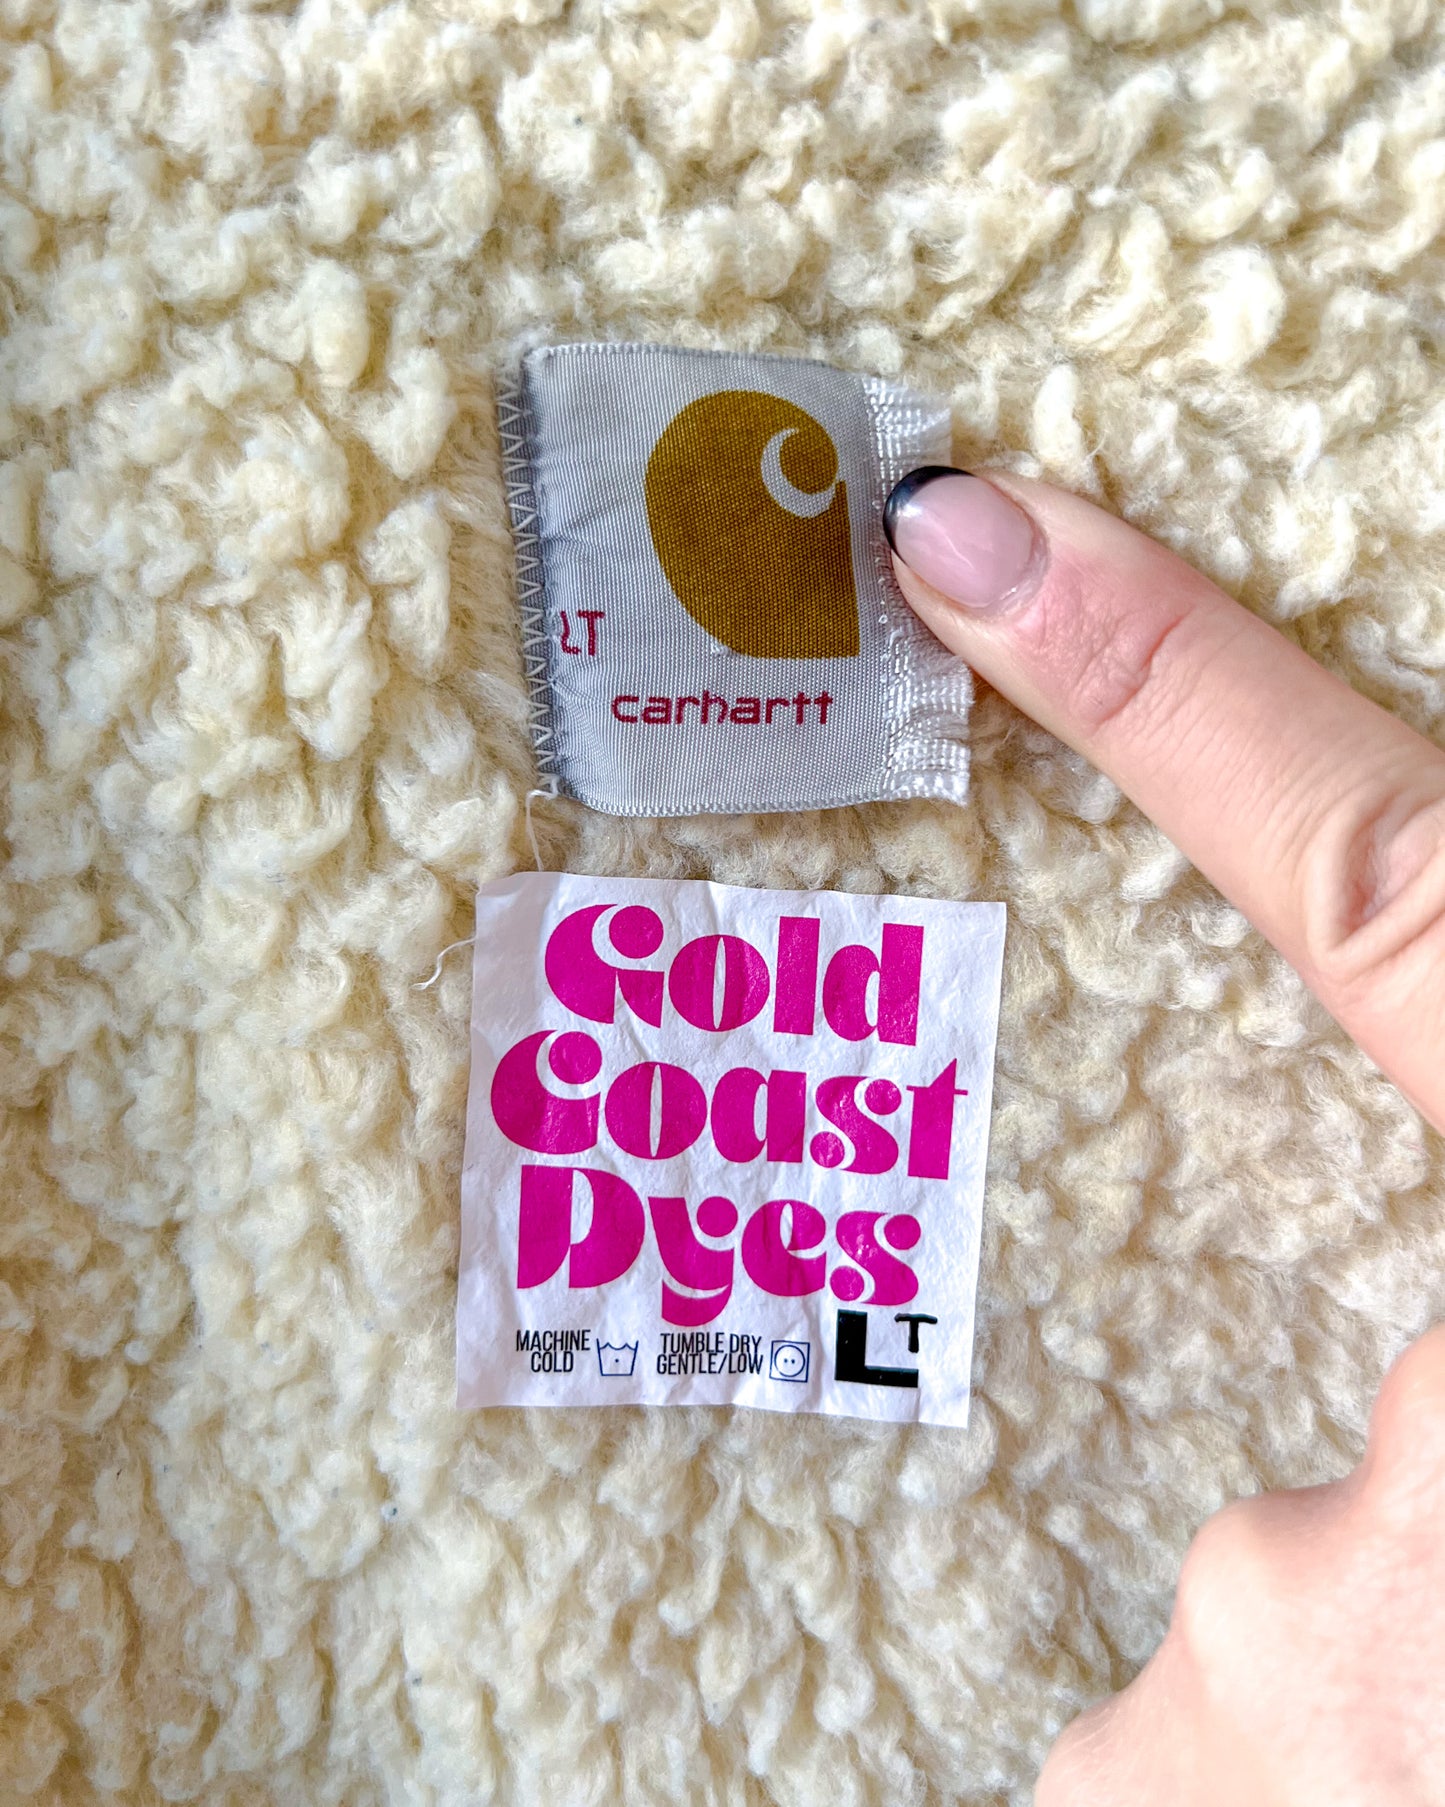 LT
carhartt
Gold
Coast
Dyes
MACHINE
COLD
TUMBLE DRY
GENTLE/LOW
LT